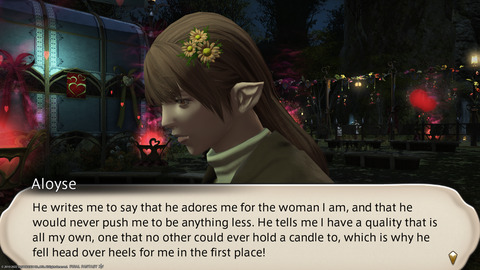 Aloyse
He writes me to say that he adores me for the woman I am, and that he
would never push me to be anything less. He tells me I have a quality that is
all my own, one that no other could ever hold a candle to, which is why he
fell head over heels for me in the first place!
FINAL FANTASY